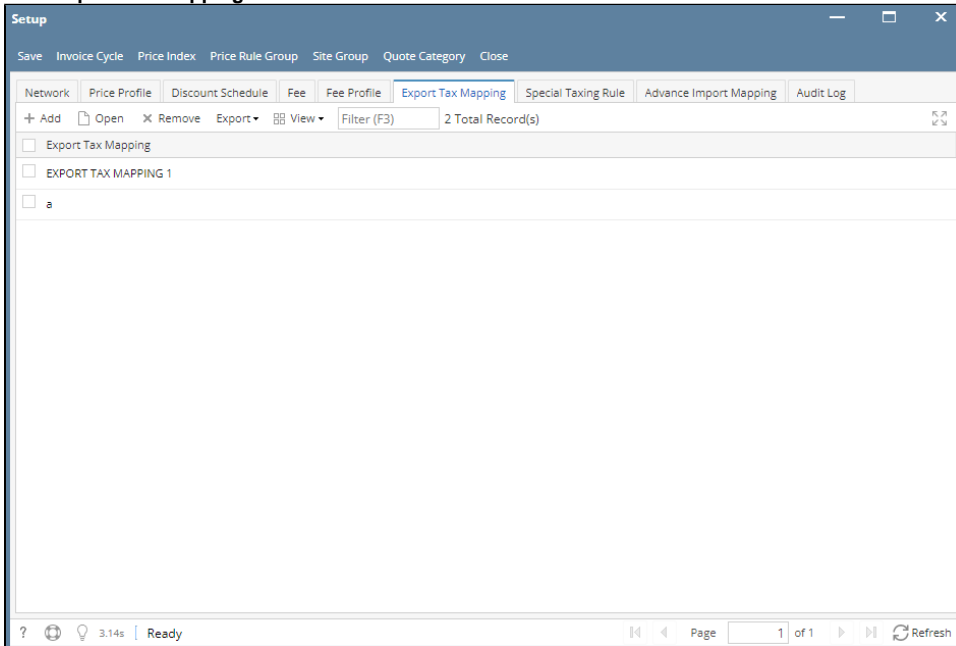 Setup
Save Invoice Cycle Price Index Price Rule Group Site Group Quote Category Close
Network Price Profile Discount Schedule Fee Fee Profile Export Tax Mapping Special Taxing Rule Advance Import Mapping Audit Log
+ Add Open X Remove Export View Filter (F3) 2 Total Record(s)
Export Tax Mapping
EXPORT TAX MAPPING 1
a
? 3.14s Ready Page 1 of 1 Refresh